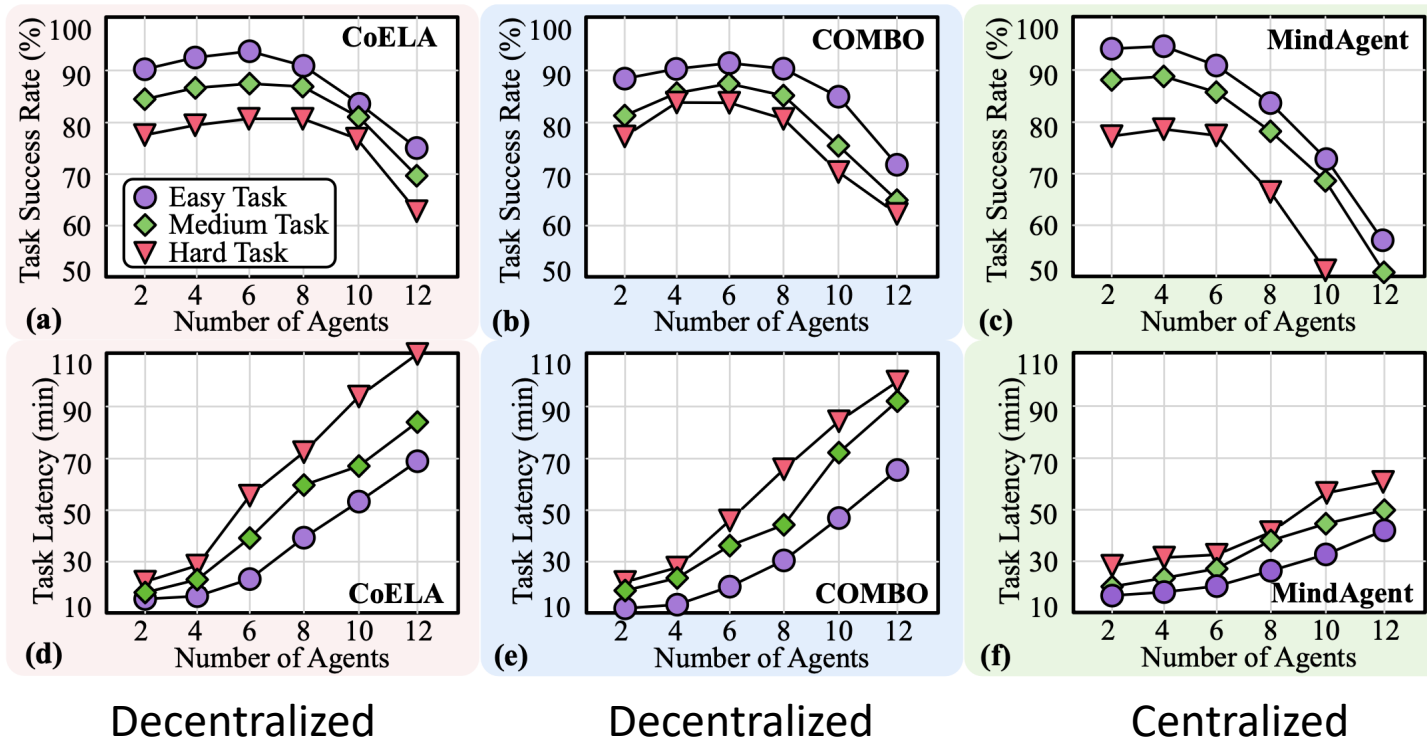 Task Success Rate (%)
100
90
80
70
60
50
CoELA
Easy Task
Medium Task
Hard Task
2 4 6 8 10 12
(a)
Number of Agents
Task Success Rate (%)
100
90
80
70
60
50
COMBO
2 4 6 8 10 12
(b)
Number of Agents
Task Success Rate (%)
100
90
80
70
60
50
MindAgent
2 4 6 8 10 12
(c)
Number of Agents
Task Latency (min)
110
90
70
50
30
10
CoELA
2 4 6 8 10 12
(d)
Number of Agents
Task Latency (min)
110
90
70
50
30
10
COMBO
2 4 6 8 10 12
(e)
Number of Agents
Task Latency (min)
110
90
70
50
30
10
MindAgent
2 4 6 8 10 12
(f)
Number of Agents
Decentralized
Decentralized
Centralized